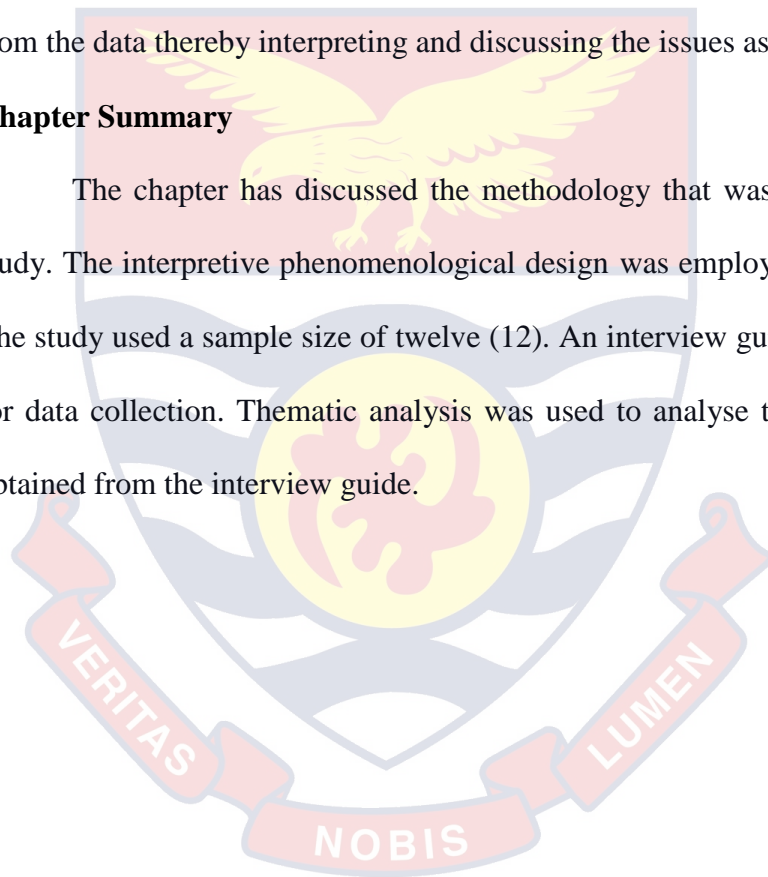 om the data thereby interpreting and discussing the issues as
hapter Summary
The chapter has discussed the methodology that was
udy. The interpretive phenomenological design was employ
he study used a sample size of twelve (12). An interview gu
or data collection. Thematic analysis was used to analyse t
btained from the interview guide.
VERITAS
NOBIS
LUMEN